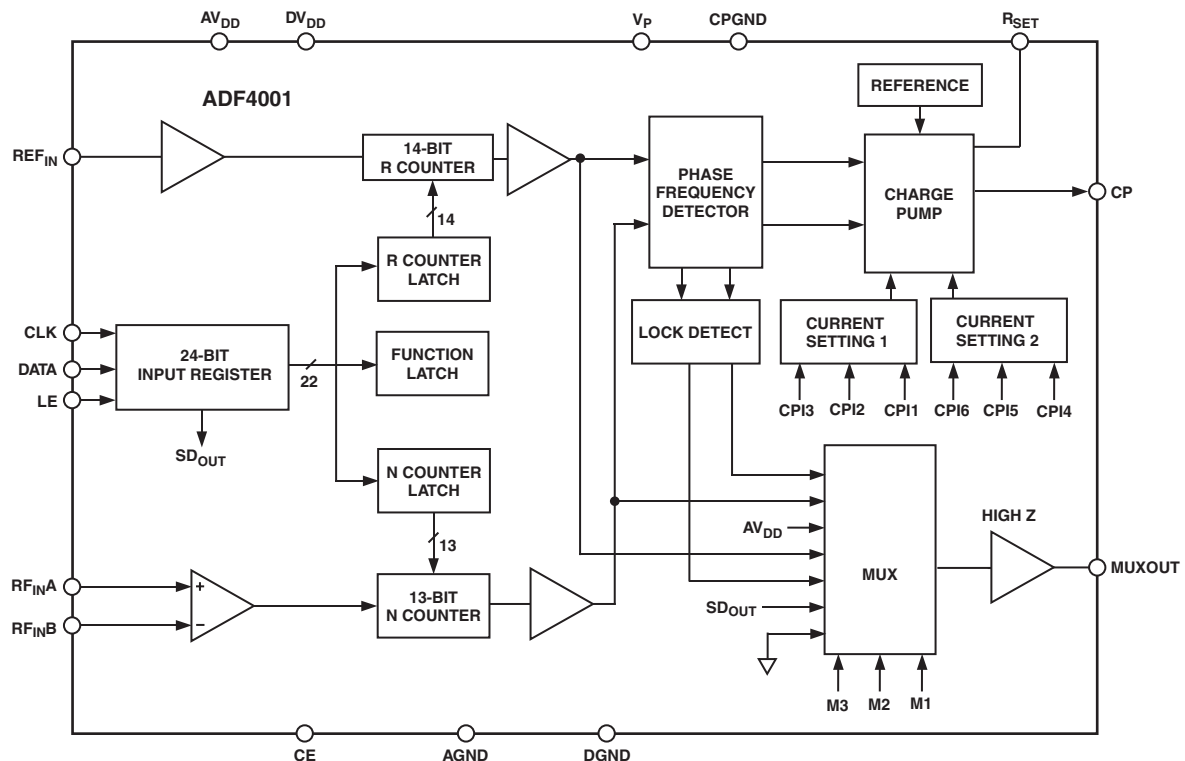 AVDD
DVDD
VP
CPGND
RSET
ADF4001
REFERENCE
REFIN
14-BIT
R COUNTER
PHASE
FREQUENCY
DETECTOR
CHARGE
PUMP
CP
14
R COUNTER
LATCH
CLK
DATA
LE
24-BIT
INPUT REGISTER
22
FUNCTION
LATCH
LOCK DETECT
CURRENT
SETTING 1
CURRENT
SETTING 2
CPI3
CPI2
CPI1
CPI6
CPI5
CPI4
SDOUT
N COUNTER
LATCH
13
AVDD
HIGH Z
MUX
MUXOUT
RFINA
RFINB
+
–
13-BIT
N COUNTER
SDOUT
M3
M2
M1
CE
AGND
DGND